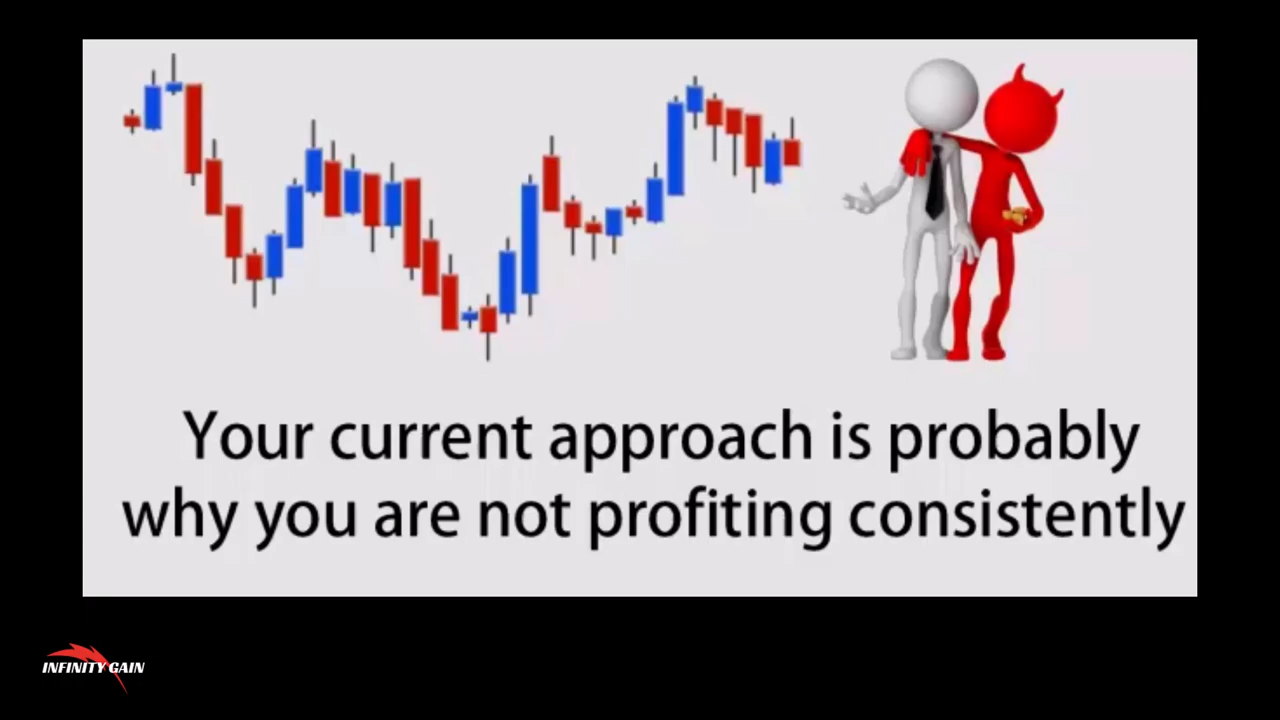 Your current approach is probably
why you are not profiting consistently
INFINITY GAIN